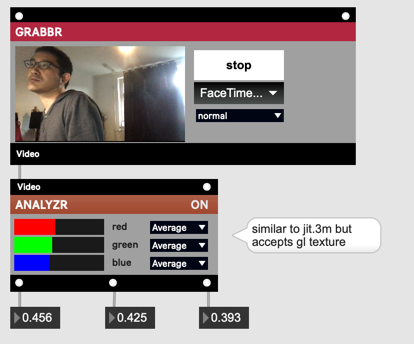 GRABBR
stop
FaceTime...
normal
Video
Video
ANALYZR ON
red Average
green Average
blue Average
similar to jit.3m but
accepts gl texture
0.456 0.425 0.393